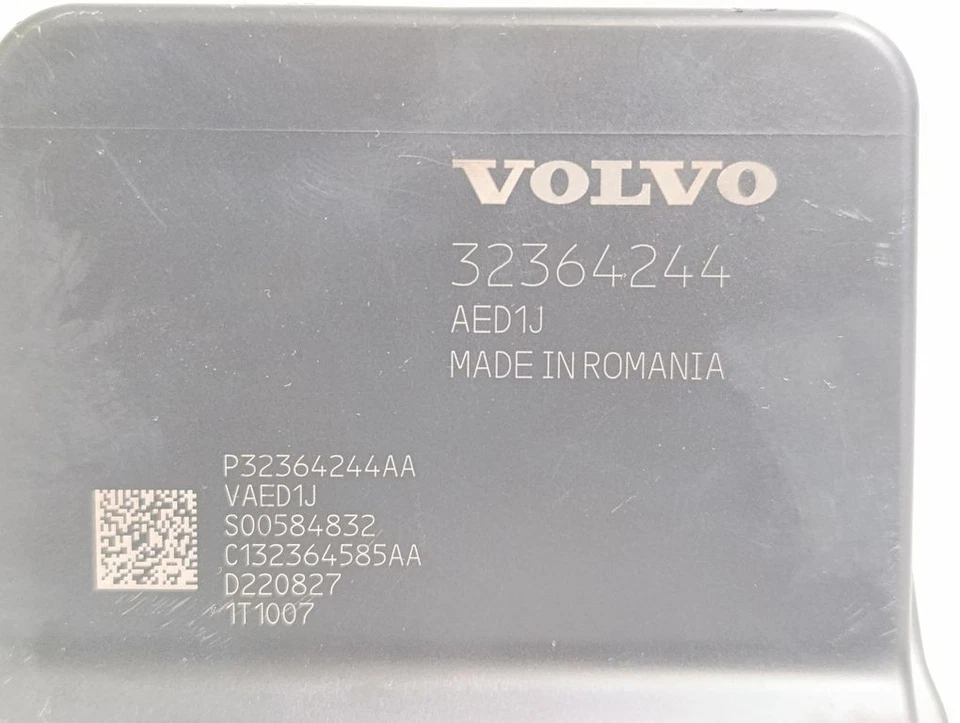 VOLVO
32364244
AED1J
MADE IN ROMANIA
P32364244AA
VAED1J
S00584832
C132364585AA
D220827
1T1007